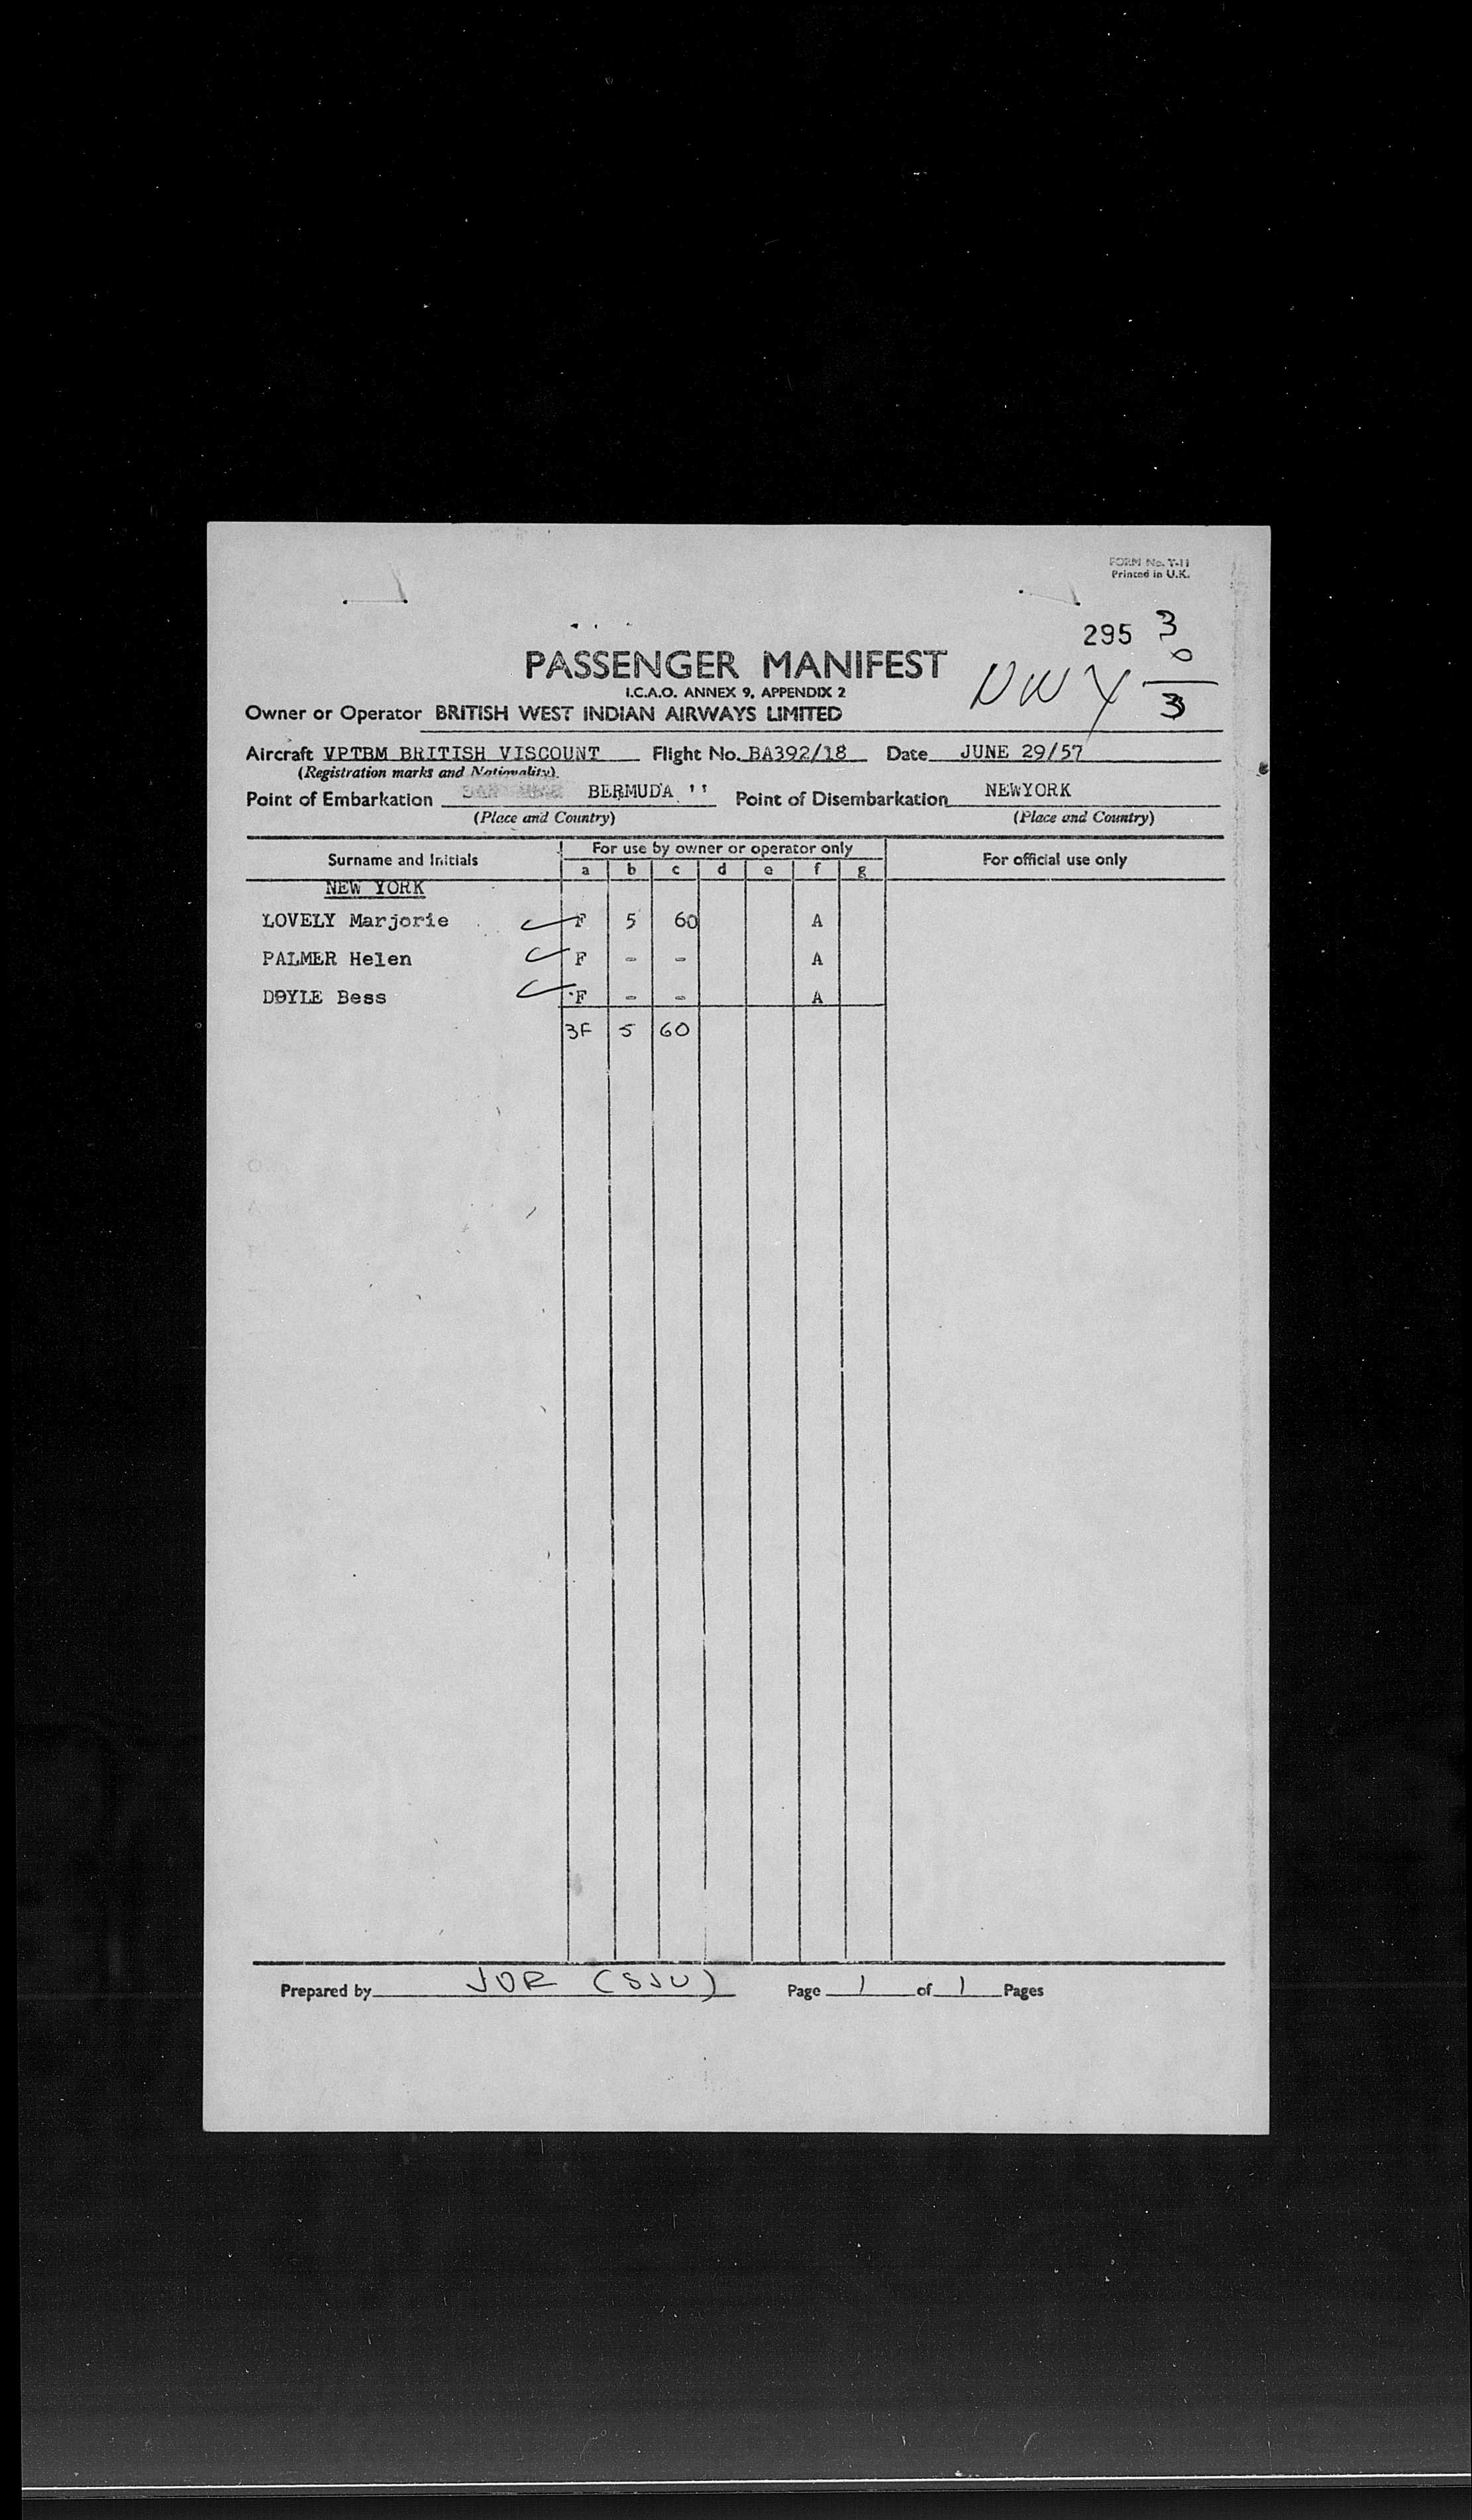 FORM No. T-11
Printed in U.K.
295 3
0
3
NWY
PASSENGER MANIFEST
I.C.A.O. ANNEX 9, APPENDIX 2
Owner or Operator BRITISH WEST INDIAN AIRWAYS LIMITED
Aircraft VPTBM BRITISH VISCOUNT Flight No. BA392/18 Date JUNE 29/57
(Registration marks and Nationality).
Point of Embarkation BERMUDA '' Point of Disembarkation NEWYORK
(Place and Country) (Place and Country)
Surname and Initials For use by owner or operator only For official use only
a b c d e f g
NEW YORK
LOVELY Marjorie F 5 60 A
PALMER Helen F - - A
DOYLE Bess F - - A
3F 5 60
Prepared by JOR (SJU) Page 1 of 1 Pages